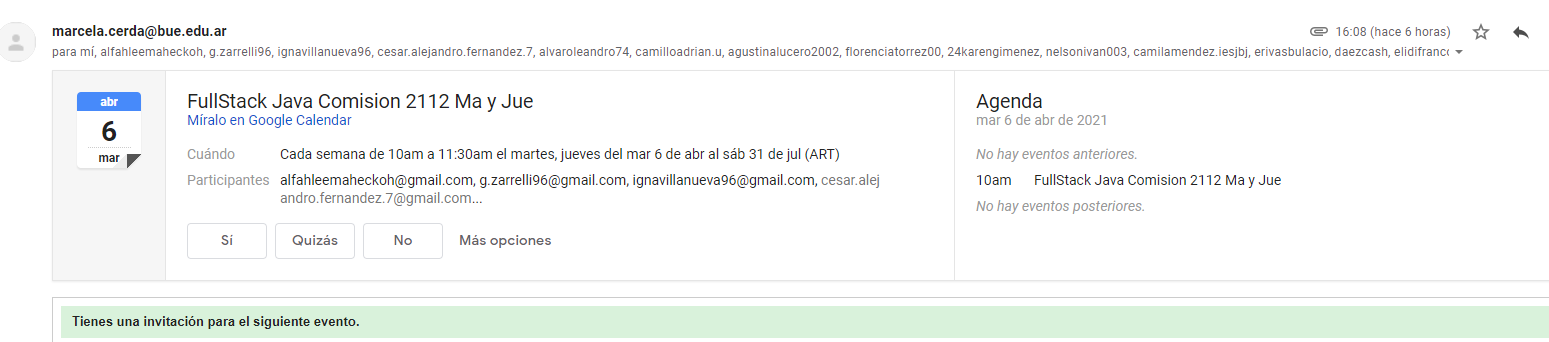 marcela.cerda@bue.edu.ar
16:08 (hace 6 horas)
para mí, alfahleemaheckoh, g.zarrelli96, ignavillanueva96, cesar.alejandro.fernandez.7, alvaroleandro74, camilloadrian.u, agustinalucero2002, florenciatorrez00, 24karengimenez, nelsonivan003, camilamendez.iesjbj, erivasbulacio, daezcash, elidifranco
abr
6
mar
FullStack Java Comision 2112 Ma y Jue
Míralo en Google Calendar
Cuándo Cada semana de 10am a 11:30am el martes, jueves del mar 6 de abr al sáb 31 de jul (ART)
Participantes alfahleemaheckoh@gmail.com, g.zarrelli96@gmail.com, ignavillanueva96@gmail.com, cesar.alej
andro.fernandez.7@gmail.com...
Sí Quizás No Más opciones
Agenda
mar 6 de abr de 2021
No hay eventos anteriores.
10am FullStack Java Comision 2112 Ma y Jue
No hay eventos posteriores.
Tienes una invitación para el siguiente evento.